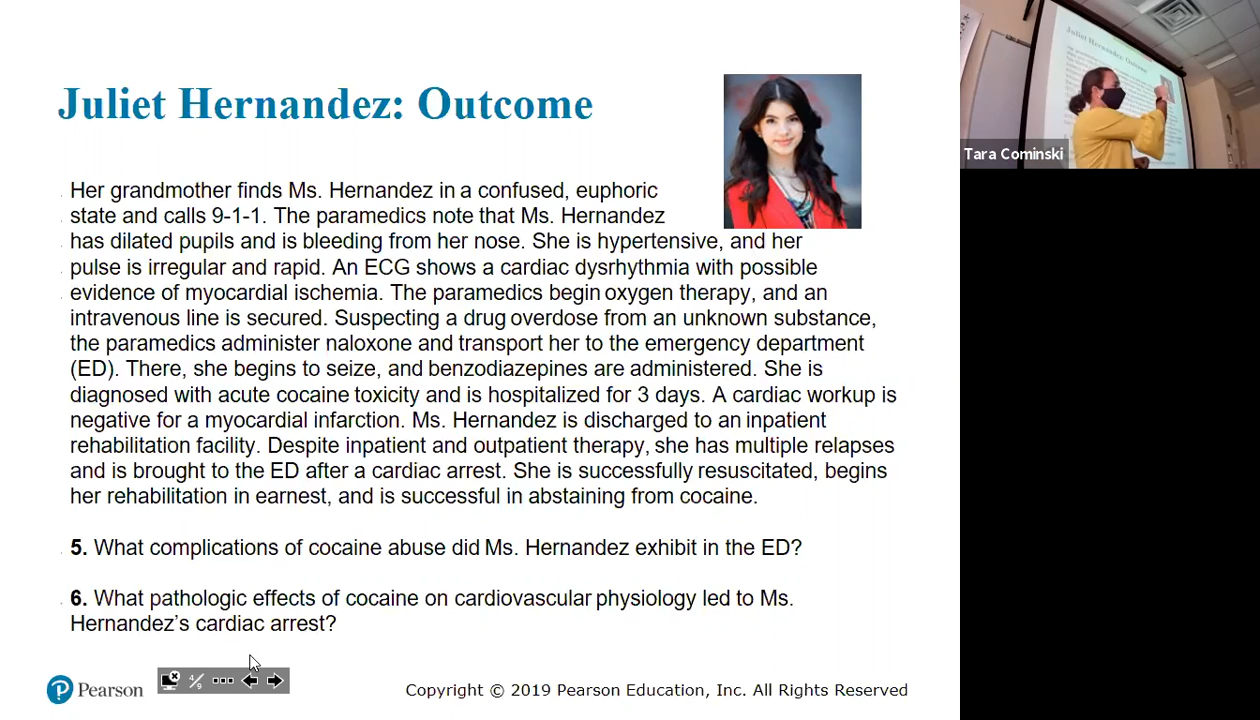 Juliet Hernandez: Outcome
Her grandmother finds Ms. Hernandez in a confused, euphoric
state and calls 9-1-1. The paramedics note that Ms. Hernandez
has dilated pupils and is bleeding from her nose. She is hypertensive, and her
pulse is irregular and rapid. An ECG shows a cardiac dysrhythmia with possible
evidence of myocardial ischemia. The paramedics begin oxygen therapy, and an
intravenous line is secured. Suspecting a drug overdose from an unknown substance,
the paramedics administer naloxone and transport her to the emergency department
(ED). There, she begins to seize, and benzodiazepines are administered. She is
diagnosed with acute cocaine toxicity and is hospitalized for 3 days. A cardiac workup is
negative for a myocardial infarction. Ms. Hernandez is discharged to an inpatient
rehabilitation facility. Despite inpatient and outpatient therapy, she has multiple relapses
and is brought to the ED after a cardiac arrest. She is successfully resuscitated, begins
her rehabilitation in earnest, and is successful in abstaining from cocaine.
5. What complications of cocaine abuse did Ms. Hernandez exhibit in the ED?
6. What pathologic effects of cocaine on cardiovascular physiology led to Ms.
Hernandez's cardiac arrest?
P Pearson
4/9
Copyright © 2019 Pearson Education, Inc. All Rights Reserved
Juliet Hernandez: Outcome
Tara Cominski